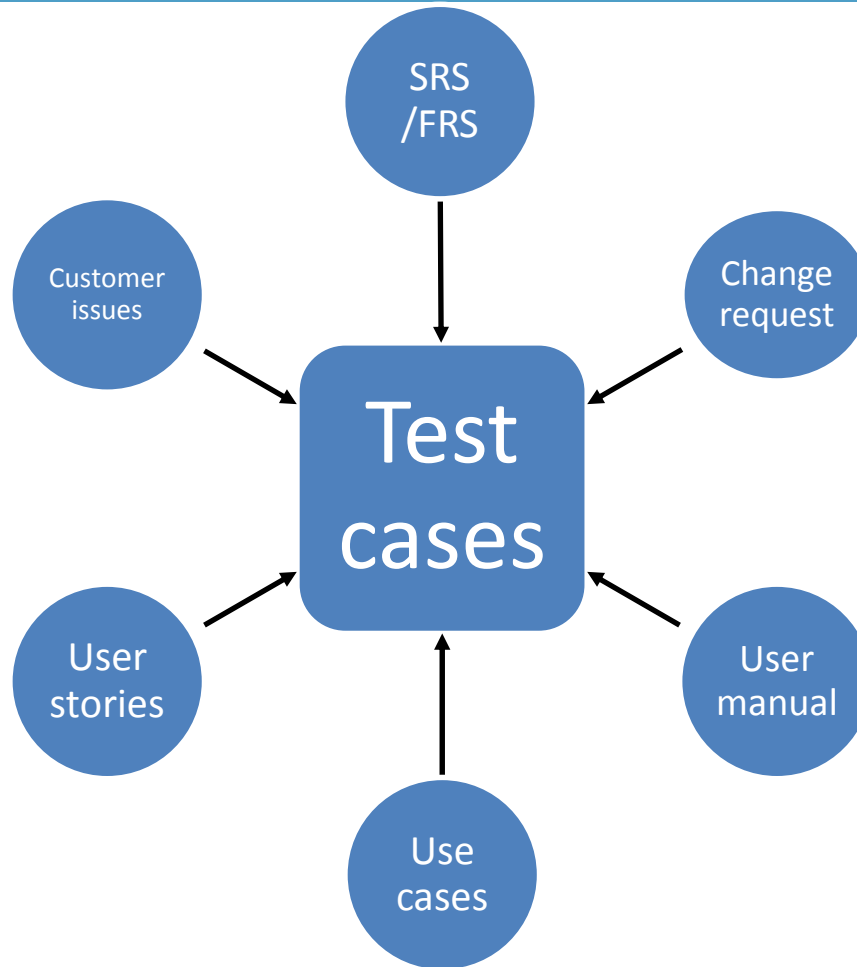 SRS
/FRS
Customer
issues
Change
request
Test
cases
User
stories
User
manual
Use
cases